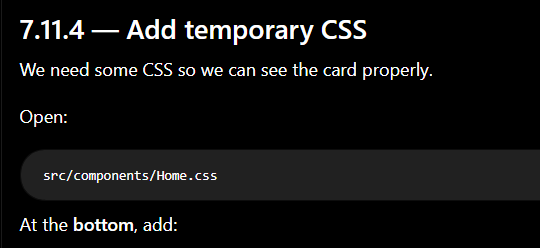 7.11.4 — Add temporary CSS
We need some CSS so we can see the card properly.
Open:
src/components/Home.css
At the bottom, add: